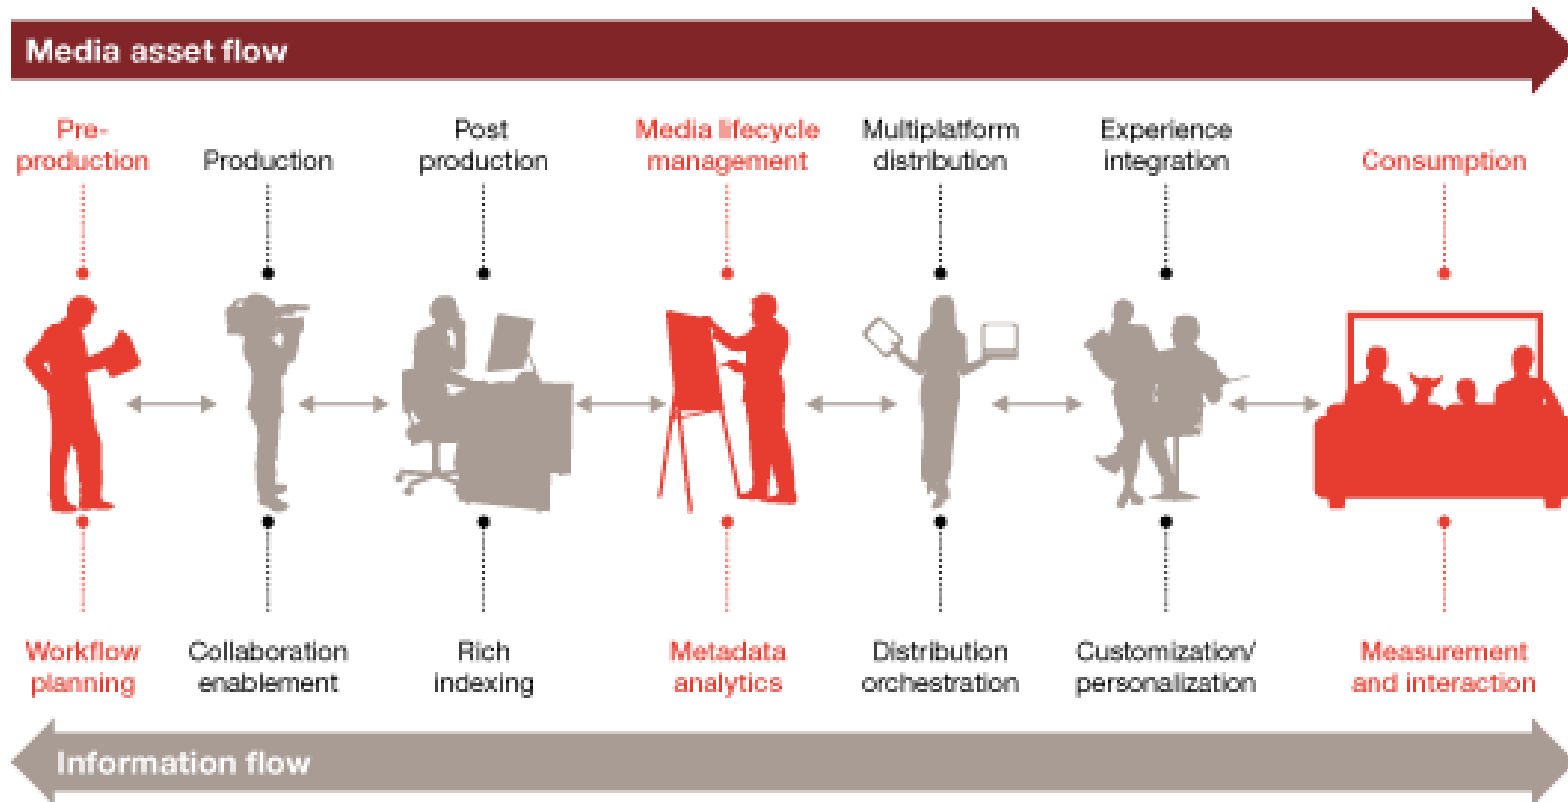 Media asset flow
Pre-
production
Production
Post
production
Media lifecycle
management
Multiplatform
distribution
Experience
integration
Consumption
Workflow
planning
Collaboration
enablement
Rich
indexing
Metadata
analytics
Distribution
orchestration
Customization/
personalization
Measurement
and interaction
Information flow